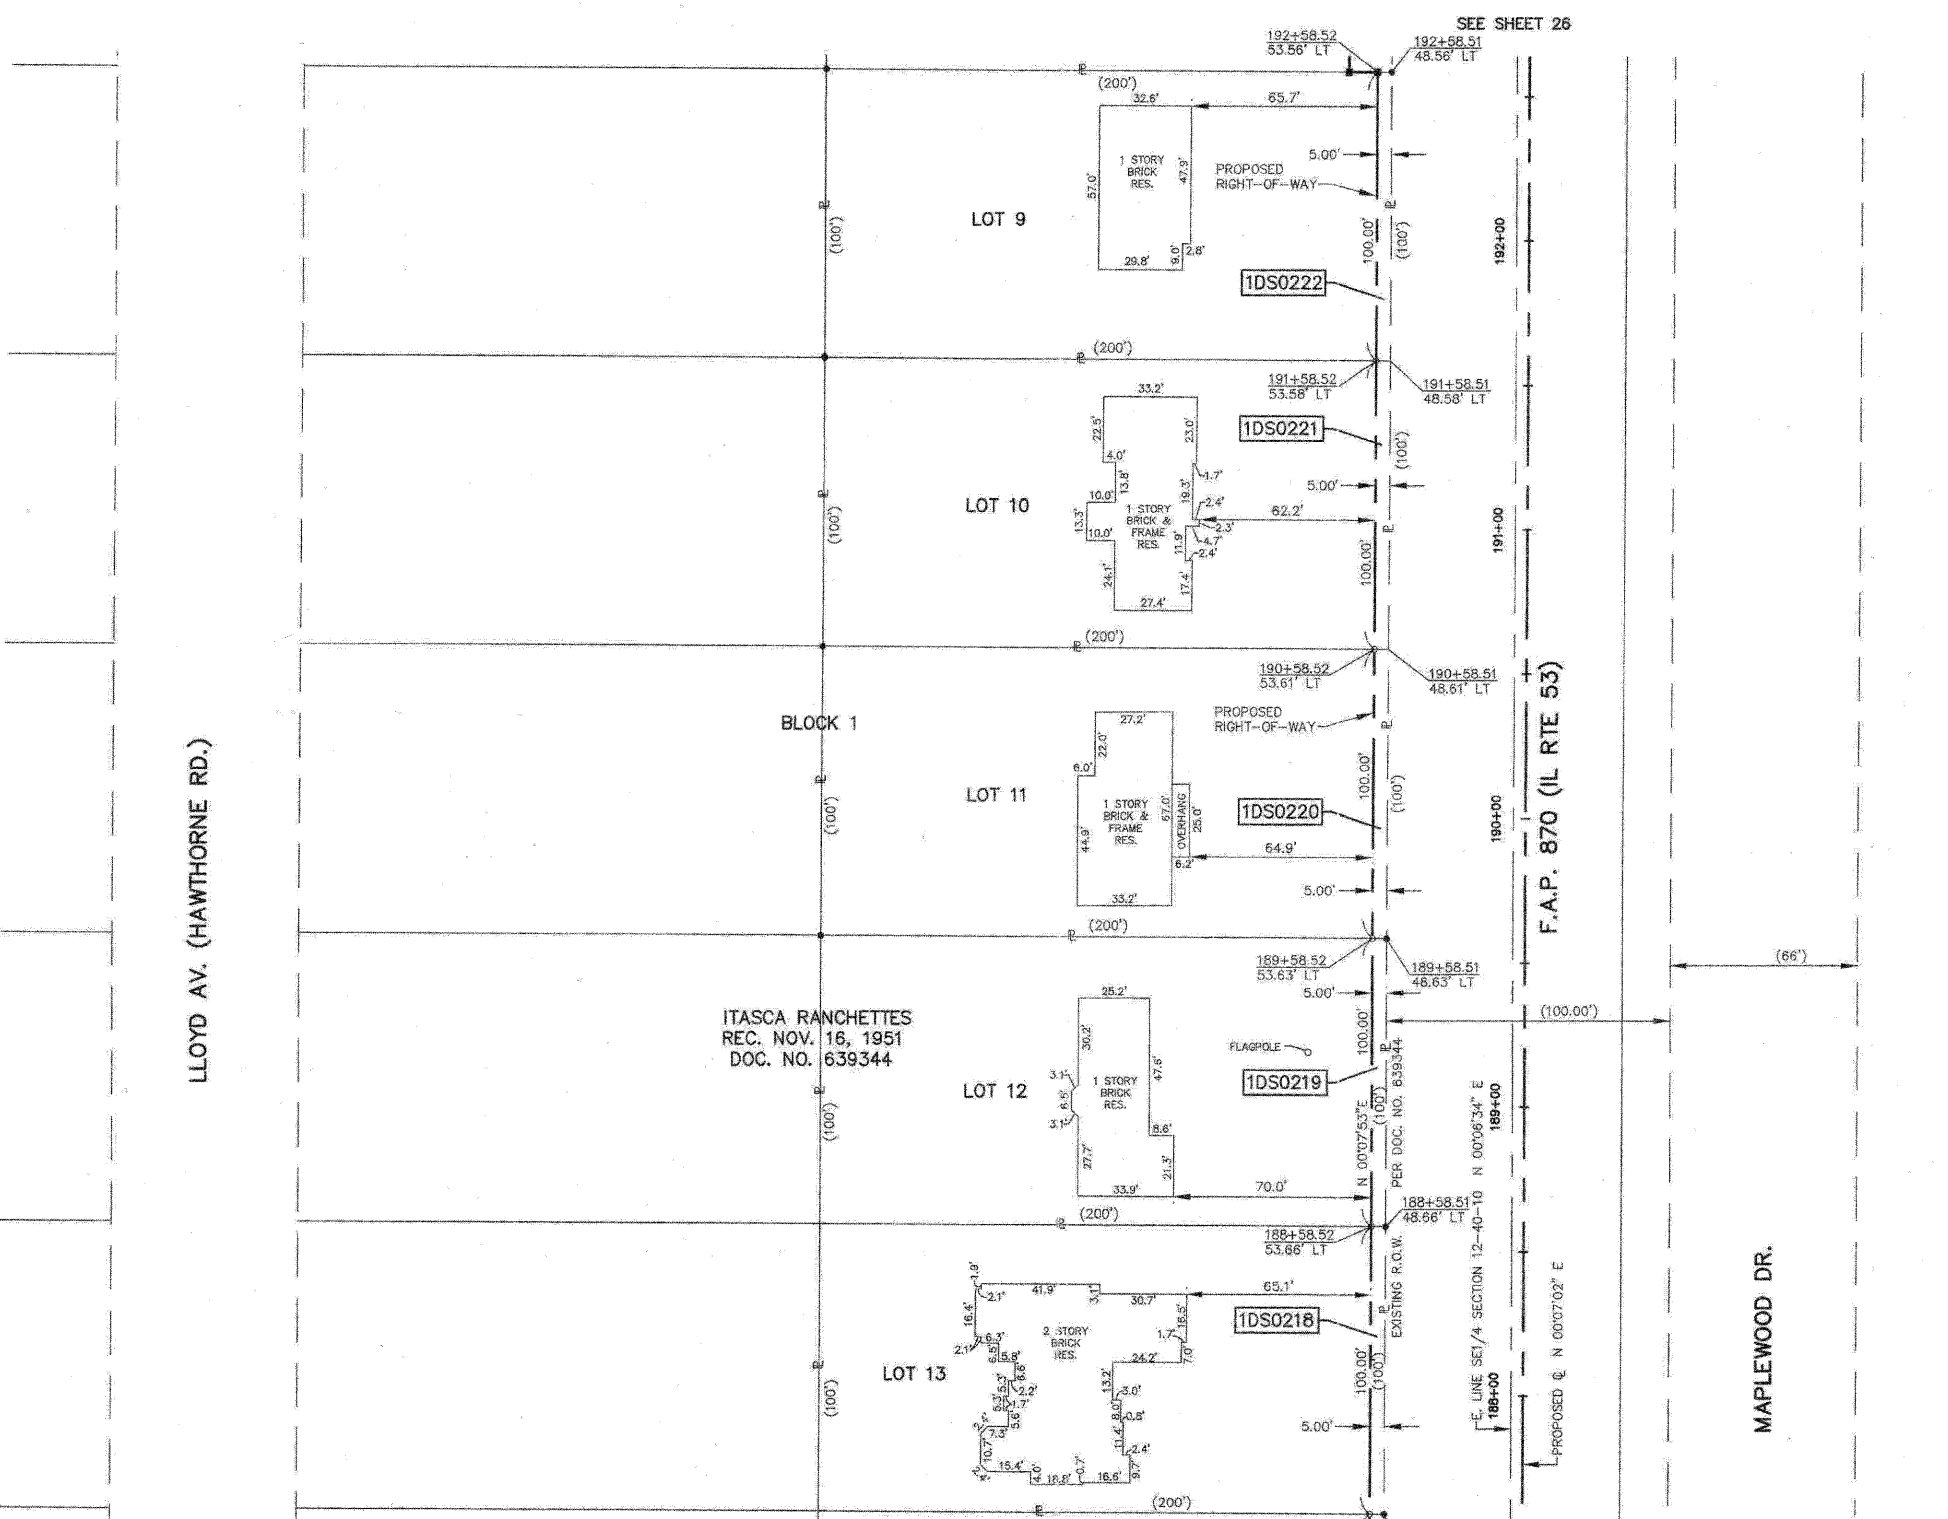 SEE SHEET 26
192+58.52
53.56' LT
192+58.51
48.56' LT
(200')
32.6'
65.7'
1 STORY
BRICK
RES.
47.9'
57.0'
5.00'
PROPOSED
RIGHT-OF-WAY
LOT 9
(100')
100.00'
(100')
192+00
9.0'
2.8'
29.8'
1DS0222
(200')
191+58.52
53.58' LT
191+58.51
48.58' LT
33.2'
22.5'
23.0'
1DS0221
(100')
4.0'
13.8'
1.7'
5.00'
10.0'
19.3'
2.4'
LOT 10
1 STORY
BRICK &
FRAME
RES.
62.2'
13.3'
2.3'
(100')
191+00
10.0'
11.9'
4.7'
2.4'
100.00'
24.1'
17.4'
27.4'
(200')
190+58.52
53.61' LT
190+58.51
48.61' LT
BLOCK 1
27.2'
PROPOSED
RIGHT-OF-WAY
22.0'
6.0'
100.00'
(100')
LOT 11
1 STORY
BRICK &
FRAME
RES.
67.0'
OVERHANG
25.0'
1DS0220
190+00
(100')
44.9'
64.9'
6.2'
5.00'
33.2'
F.A.P. 870 (IL RTE 53)
LLOYD AV. (HAWTHORNE RD.)
(200')
189+58.52
53.63' LT
189+58.51
48.63' LT
(66')
5.00'
25.2'
(100.00')
ITASCA RANCHETTES
REC. NOV. 16, 1951
DOC. NO. 639344
30.2'
47.6'
100.00'
FLAGPOLE
1DS0219
3.1'
1 STORY
BRICK
RES.
LOT 12
6.5'
3.1'
(100')
(100')
189+00
8.6'
27.7'
21.3'
N 00°07'53" E
EXISTING R.O.W. PER DOC. NO. 639344
E. LINE SE1/4 SECTION 12-40-10 N 00°06'34" E
33.9'
70.0'
(200')
188+58.51
48.66' LT
188+58.52
53.66' LT
1.9'
2.1'
41.9'
3.1'
30.7'
65.1'
16.4'
16.5'
1DS0218
2 STORY
BRICK
RES.
2.1'
6.3'
6.5'
5.8'
6.6'
1.7'
7.0'
24.2'
LOT 13
(100')
5.3'
2.2'
5.3'
1.7'
5.6'
13.2'
3.0'
8.0'
0.8'
11.4'
2.4'
9.7'
100.00'
(100')
188+00
7.3'
10.7'
15.4'
4.0'
18.8'
0.7'
16.6'
5.00'
PROPOSED ℄ N 00°07'02" E
MAPLEWOOD DR.
(200')